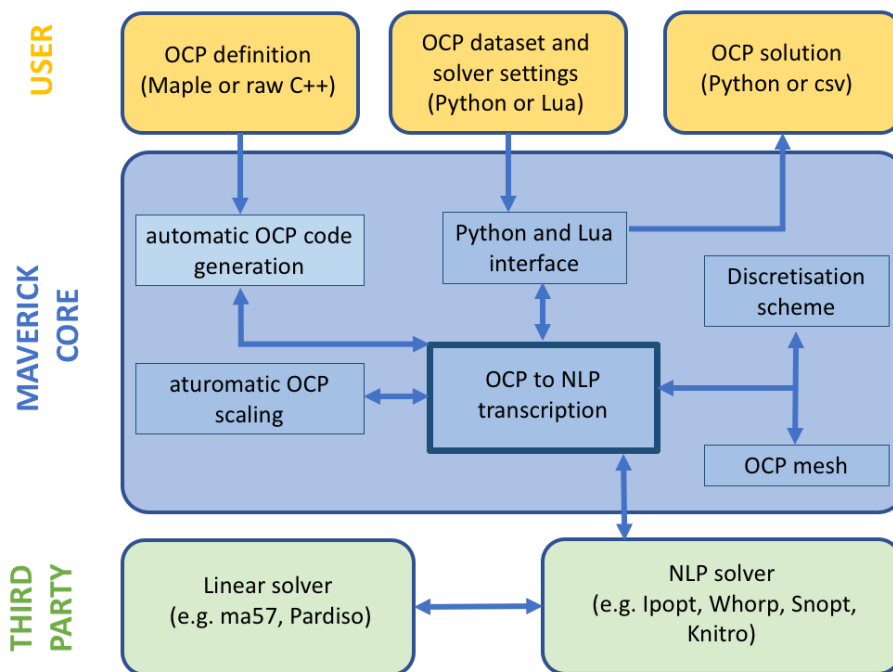 USER
OCP definition
(Maple or raw C++)
OCP dataset and
solver settings
(Python or Lua)
OCP solution
(Python or csv)
MAVERICK
CORE
automatic OCP code
generation
Python and Lua
interface
Discretisation
scheme
aturomatic OCP
scaling
OCP to NLP
transcription
OCP mesh
THIRD
PARTY
Linear solver
(e.g. ma57, Pardiso)
NLP solver
(e.g. Ipopt, Whorp, Snopt,
Knitro)